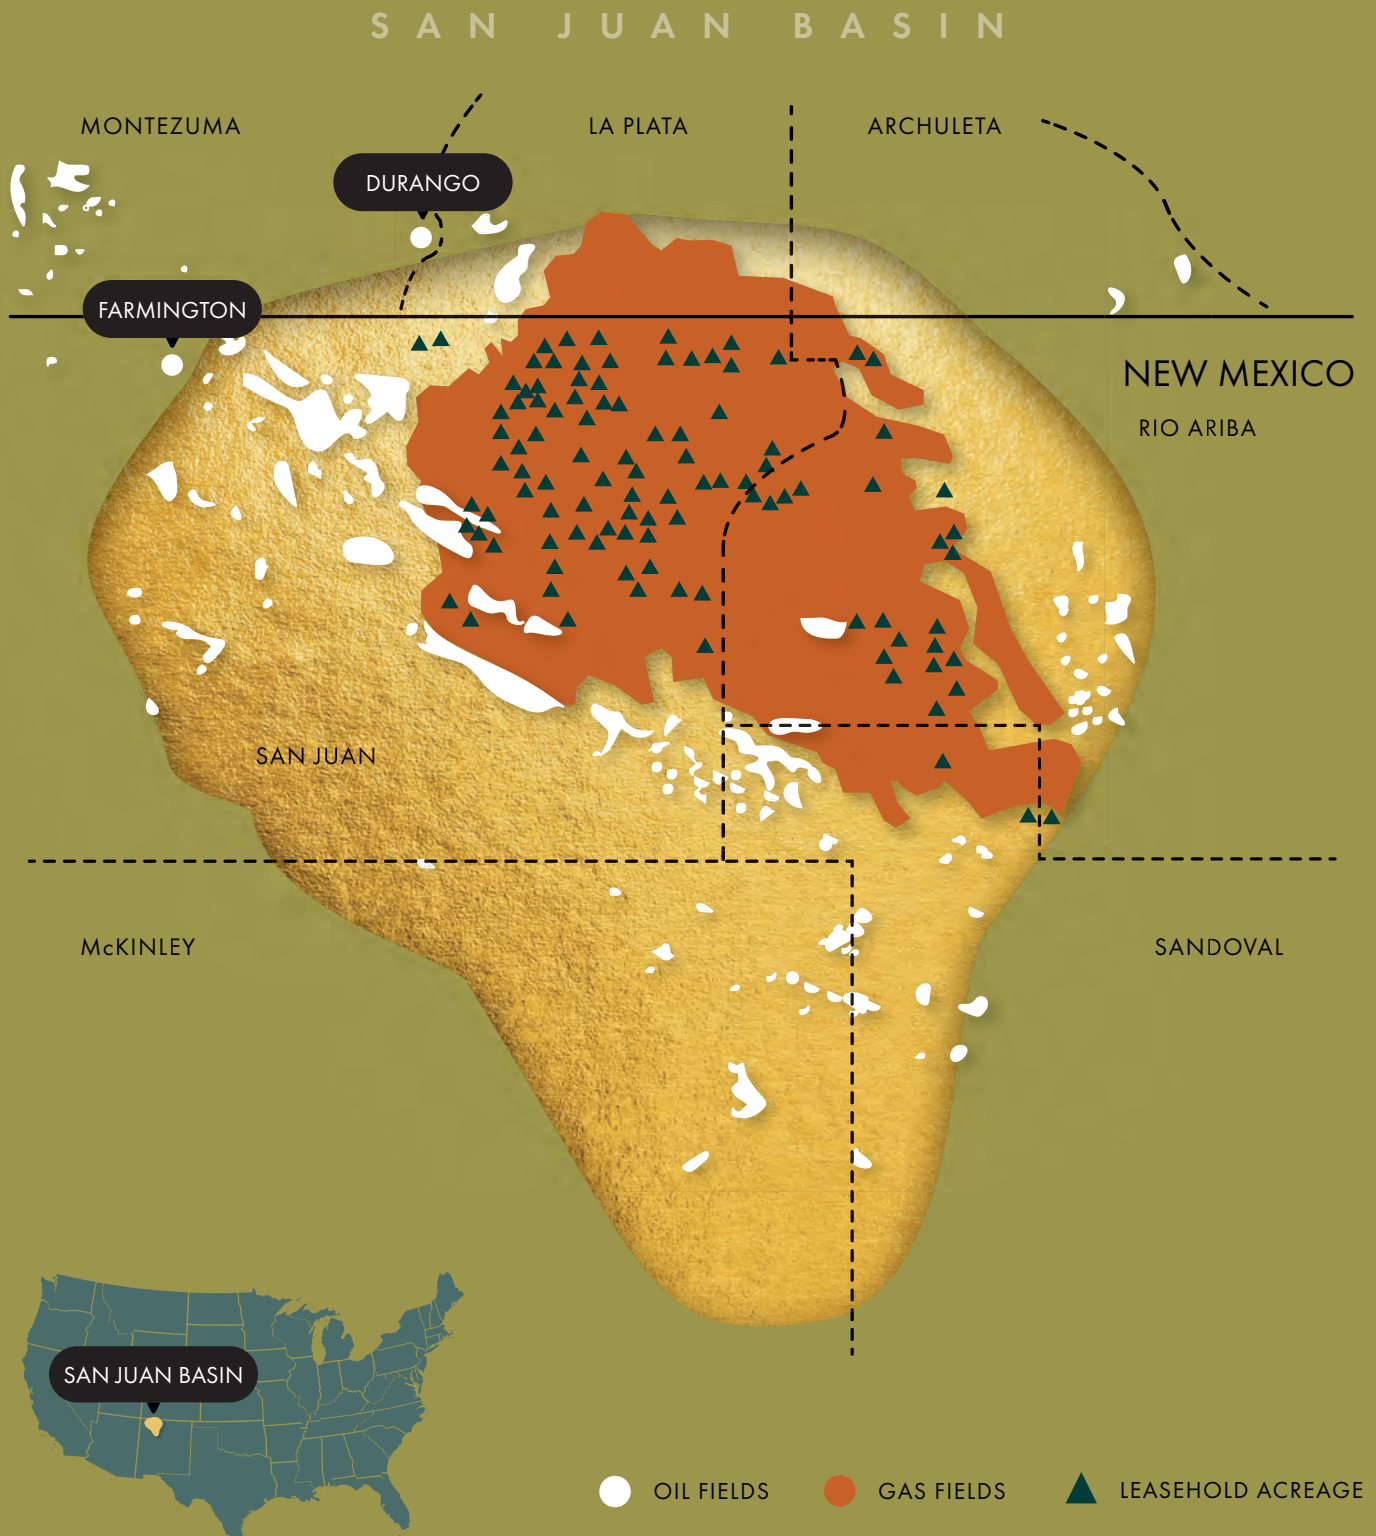 SAN JUAN BASIN
MONTEZUMA
LA PLATA
ARCHULETA
DURANGO
FARMINGTON
NEW MEXICO
RIO ARIBA
SAN JUAN
McKINLEY
SANDOVAL
SAN JUAN BASIN
OIL FIELDS
GAS FIELDS
LEASEHOLD ACREAGE